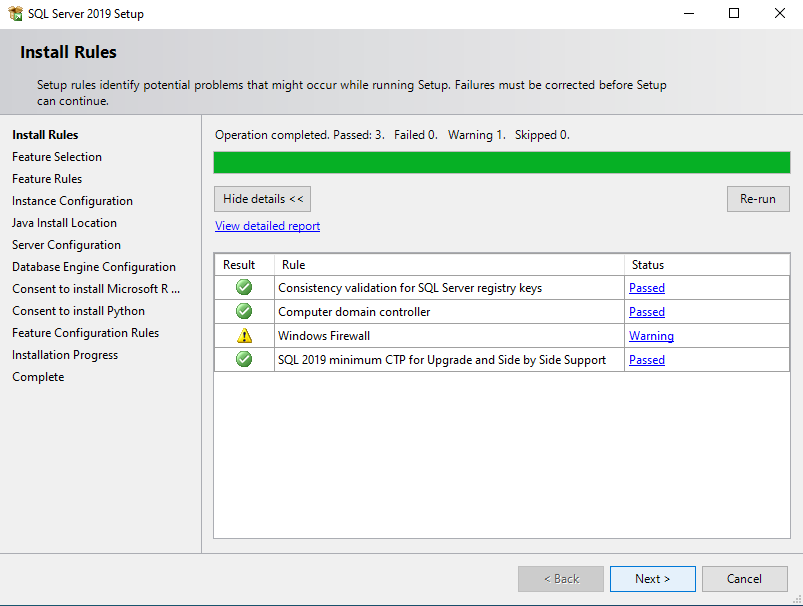 SQL Server 2019 Setup
Install Rules
Setup rules identify potential problems that might occur while running Setup. Failures must be corrected before Setup
can continue.
Install Rules
Feature Selection
Feature Rules
Instance Configuration
Java Install Location
Server Configuration
Database Engine Configuration
Consent to install Microsoft R ...
Consent to install Python
Feature Configuration Rules
Installation Progress
Complete
Operation completed. Passed: 3.   Failed 0.   Warning 1.   Skipped 0.
Hide details <<
Re-run
View detailed report
Result Rule Status
Consistency validation for SQL Server registry keys Passed
Computer domain controller Passed
Windows Firewall Warning
SQL 2019 minimum CTP for Upgrade and Side by Side Support Passed
< Back Next > Cancel